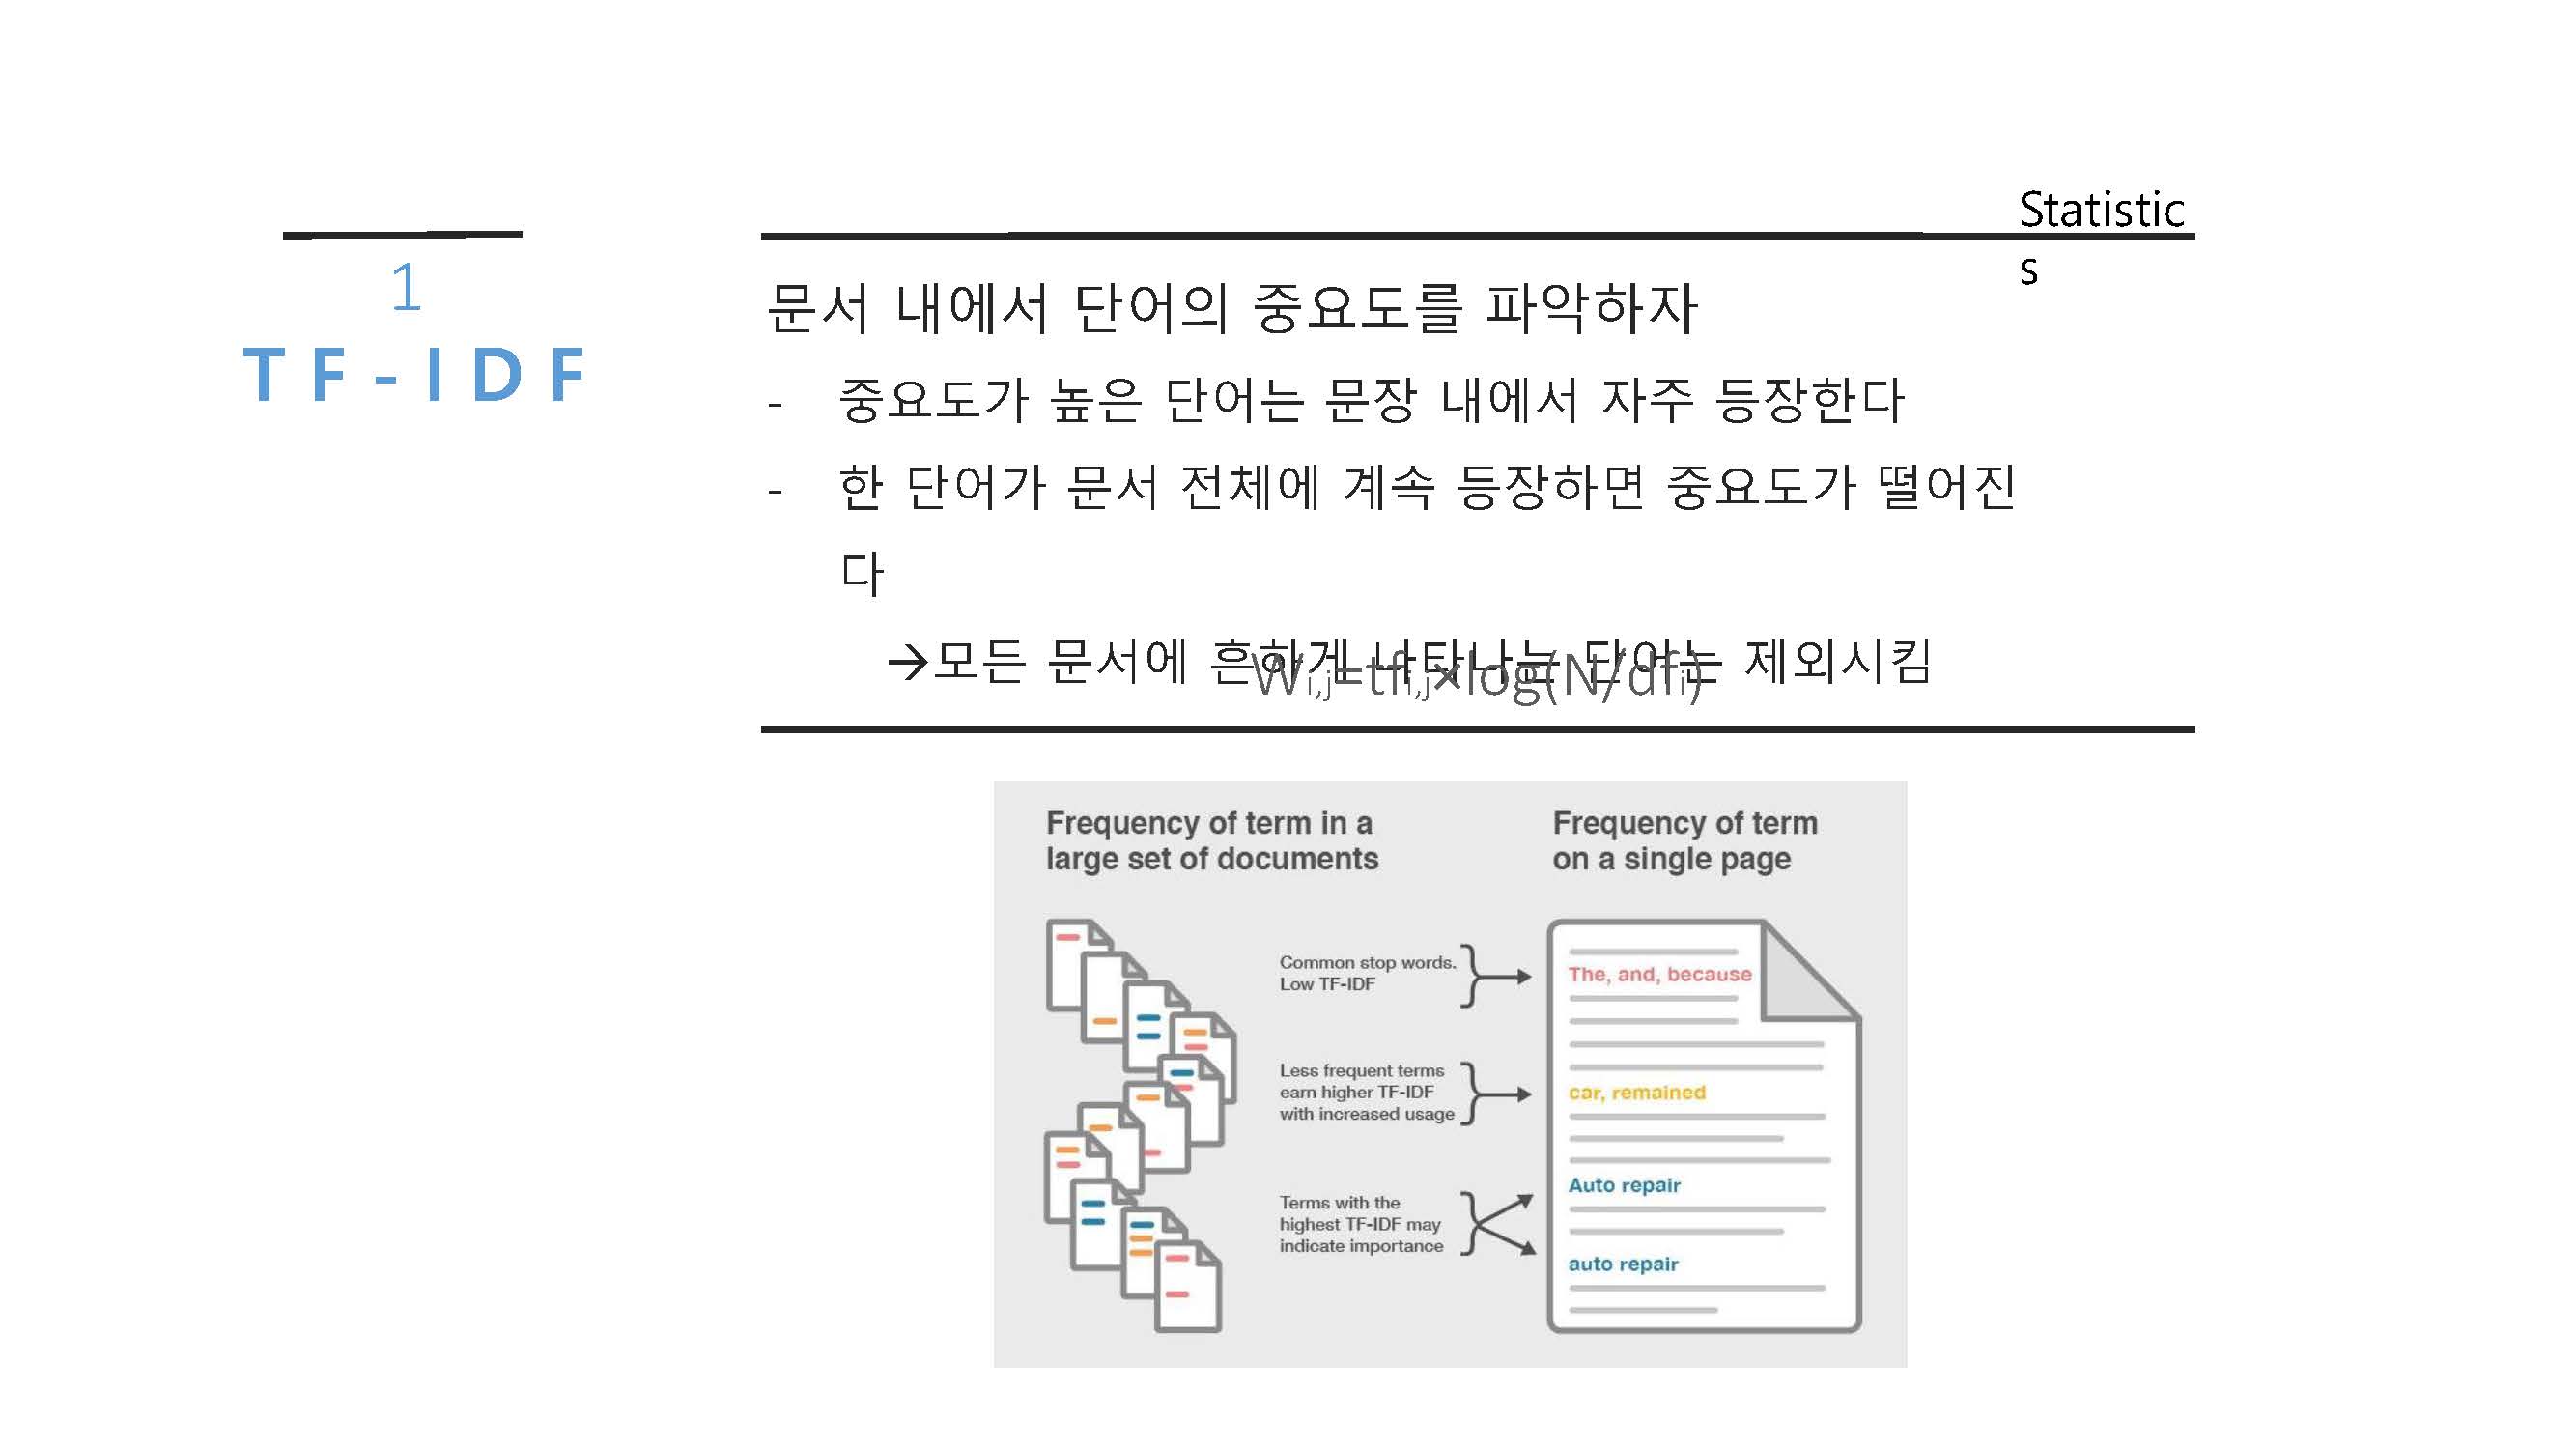 Statistic
s
1
TF-IDF
문서 내에서 단어의 중요도를 파악하자
- 중요도가 높은 단어는 문장 내에서 자주 등장한다
- 한 단어가 문서 전체에 계속 등장하면 중요도가 떨어진
다
→모든 문서에 흔하게 나타나는 단어는 제외시킴
Wi,j=tfi,j×log(N/dfi)
Frequency of term in a
large set of documents
Frequency of term
on a single page
Common stop words.
Low TF-IDF
The, and, because
Less frequent terms
earn higher TF-IDF
with increased usage
car, remained
Terms with the
highest TF-IDF may
indicate importance
Auto repair
auto repair